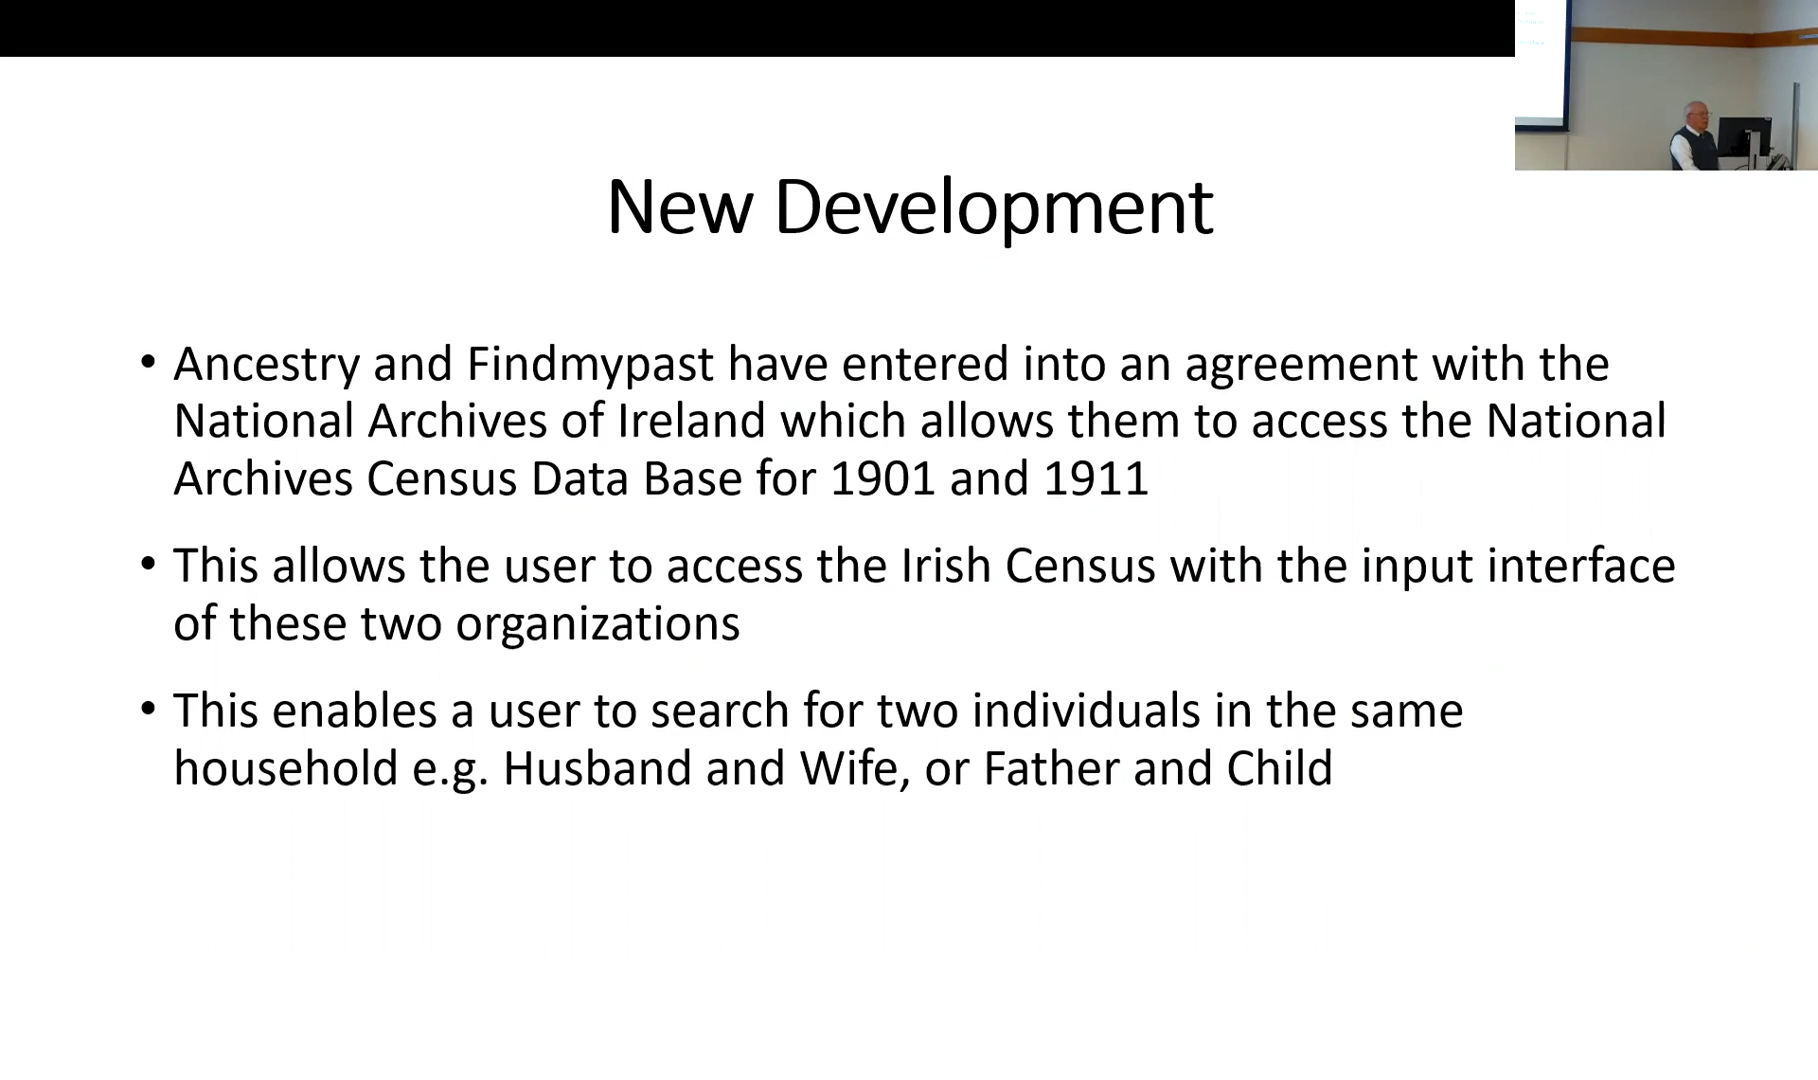 New Development
• Ancestry and Findmypast have entered into an agreement with the
National Archives of Ireland which allows them to access the National
Archives Census Data Base for 1901 and 1911
• This allows the user to access the Irish Census with the input interface
of these two organizations
• This enables a user to search for two individuals in the same
household e.g. Husband and Wife, or Father and Child